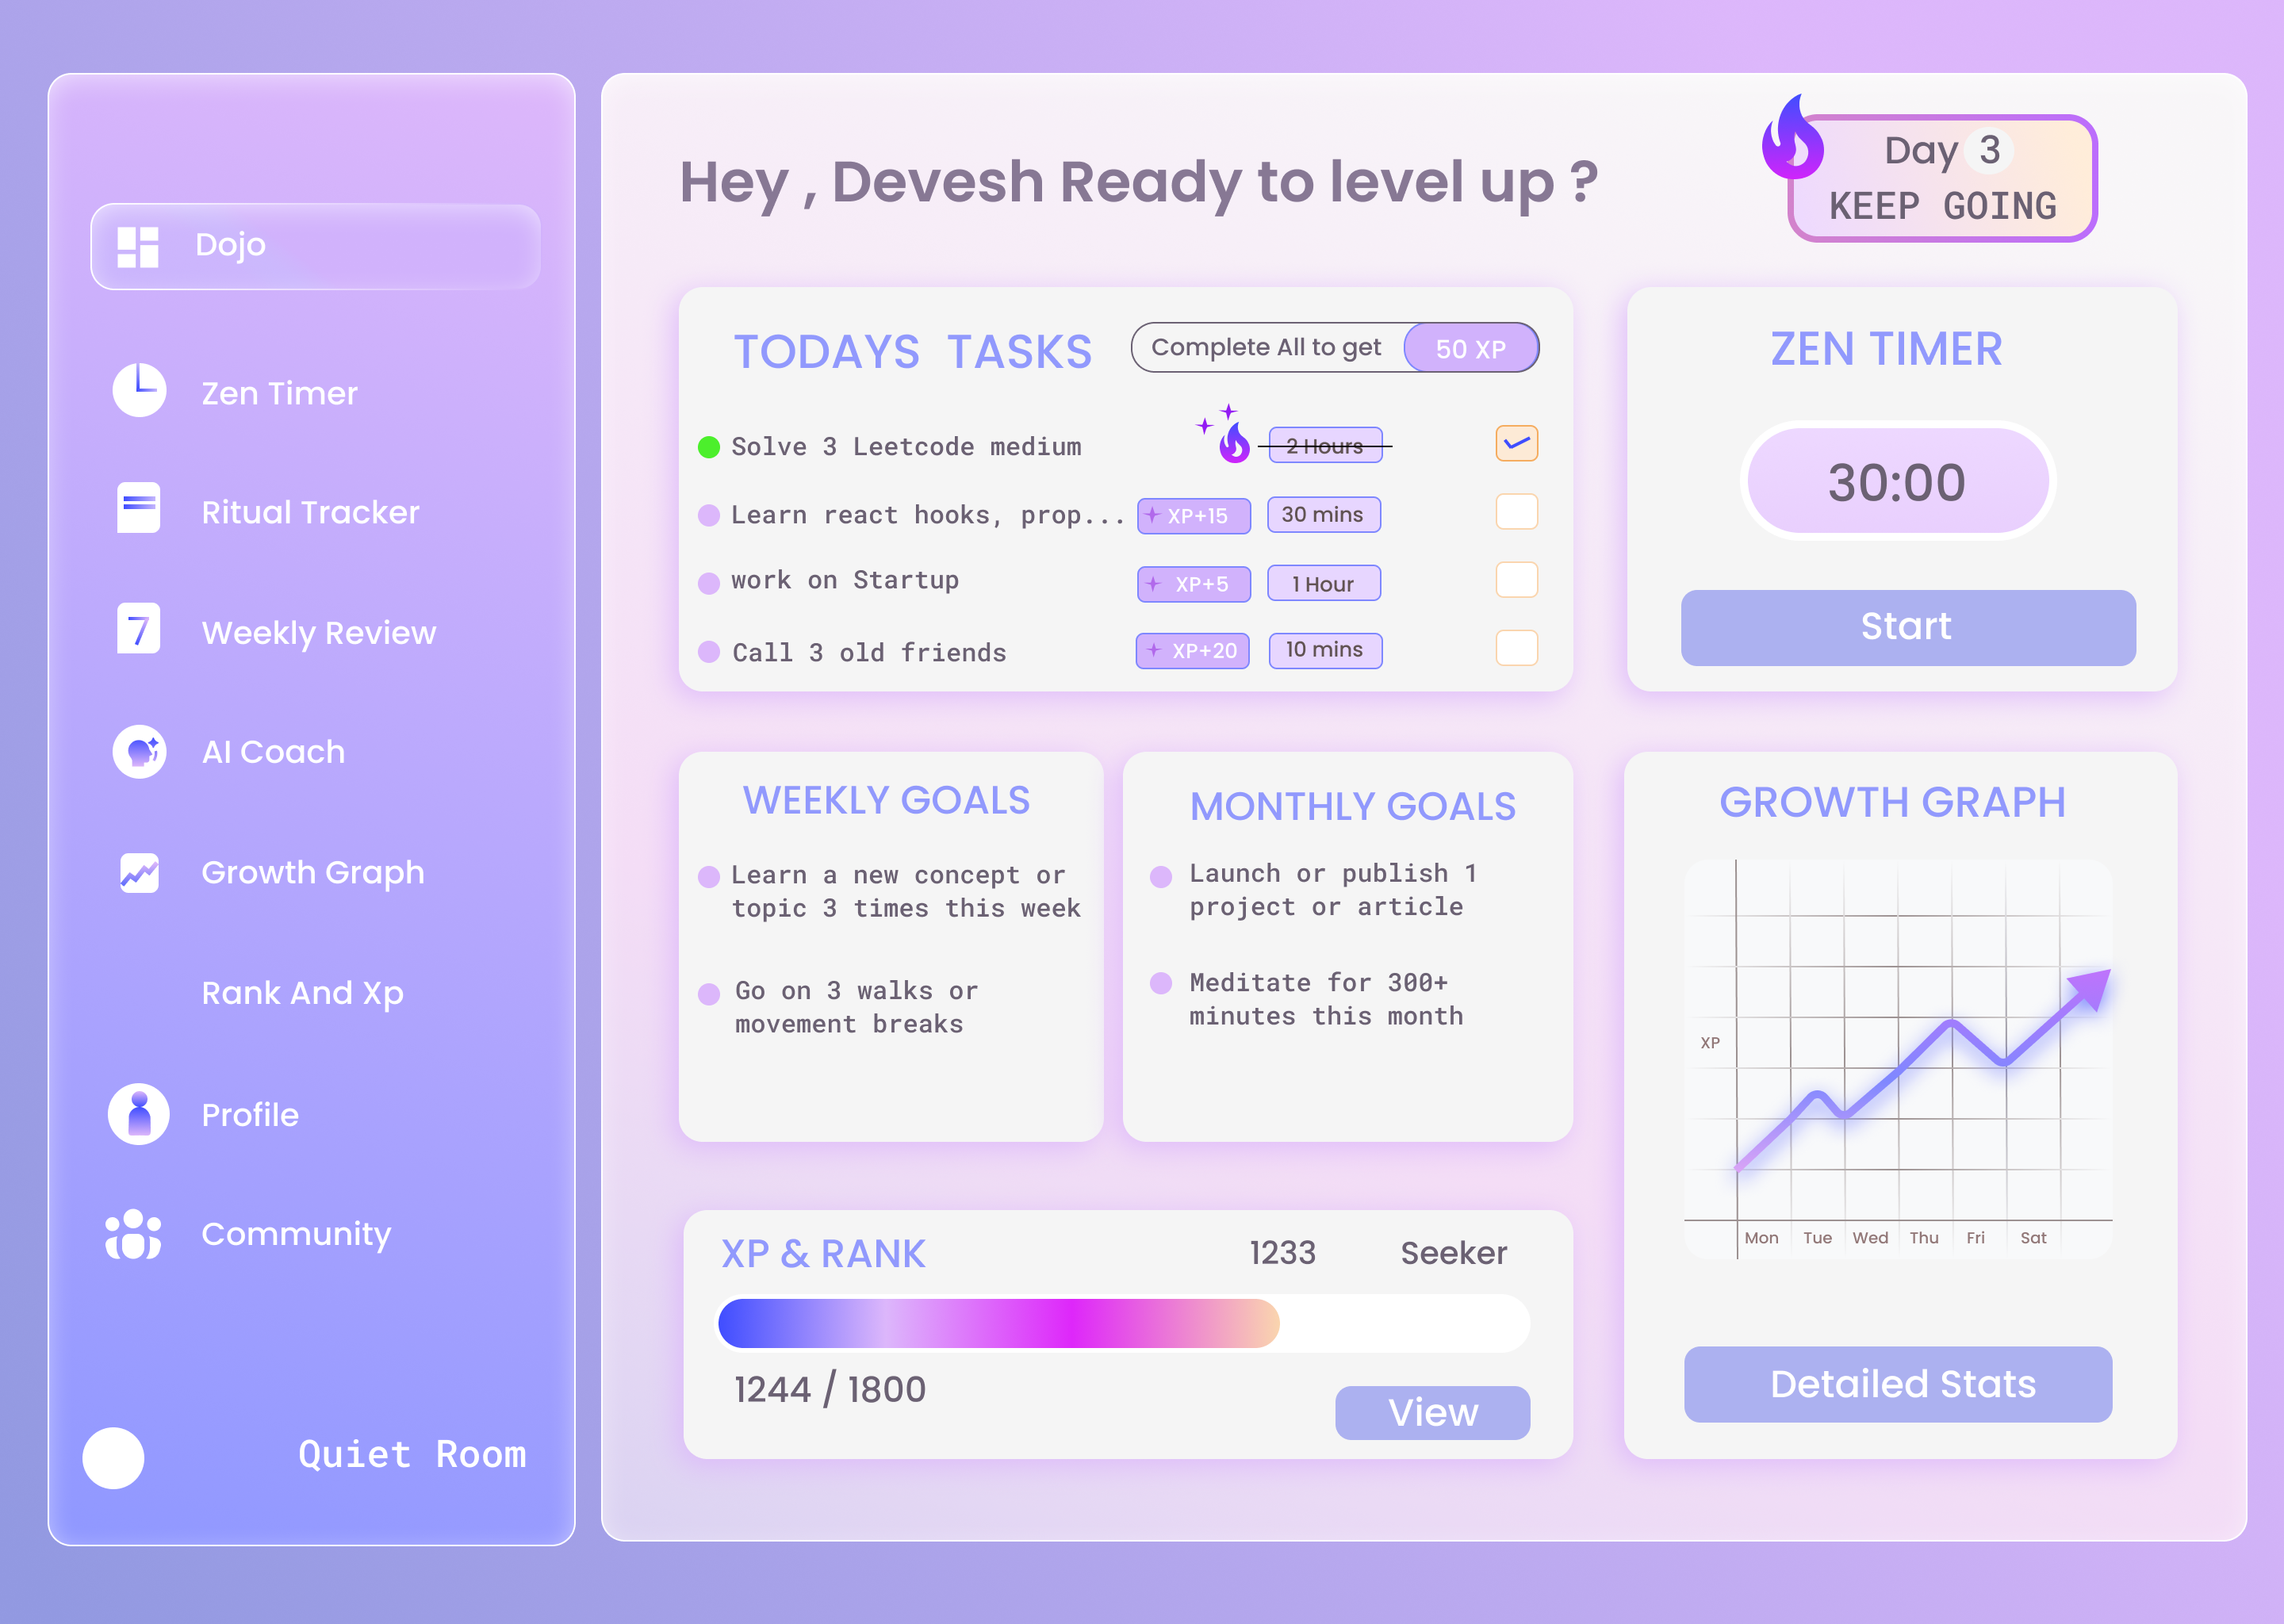 Dojo
Zen Timer
Ritual Tracker
7
Weekly Review
AI Coach
Growth Graph
Rank And Xp
Profile
Community
Quiet Room
Hey , Devesh Ready to level up ?
Day 3
KEEP GOING
TODAYS TASKS
Complete All to get 50 XP
Solve 3 Leetcode medium 2 Hours
Learn react hooks, prop... XP+15 30 mins
work on Startup XP+5 1 Hour
Call 3 old friends XP+20 10 mins
ZEN TIMER
30:00
Start
WEEKLY GOALS
Learn a new concept or
topic 3 times this week
Go on 3 walks or
movement breaks
MONTHLY GOALS
Launch or publish 1
project or article
Meditate for 300+
minutes this month
GROWTH GRAPH
XP
Mon Tue Wed Thu Fri Sat
Detailed Stats
XP & RANK 1233 Seeker
1244 / 1800
View